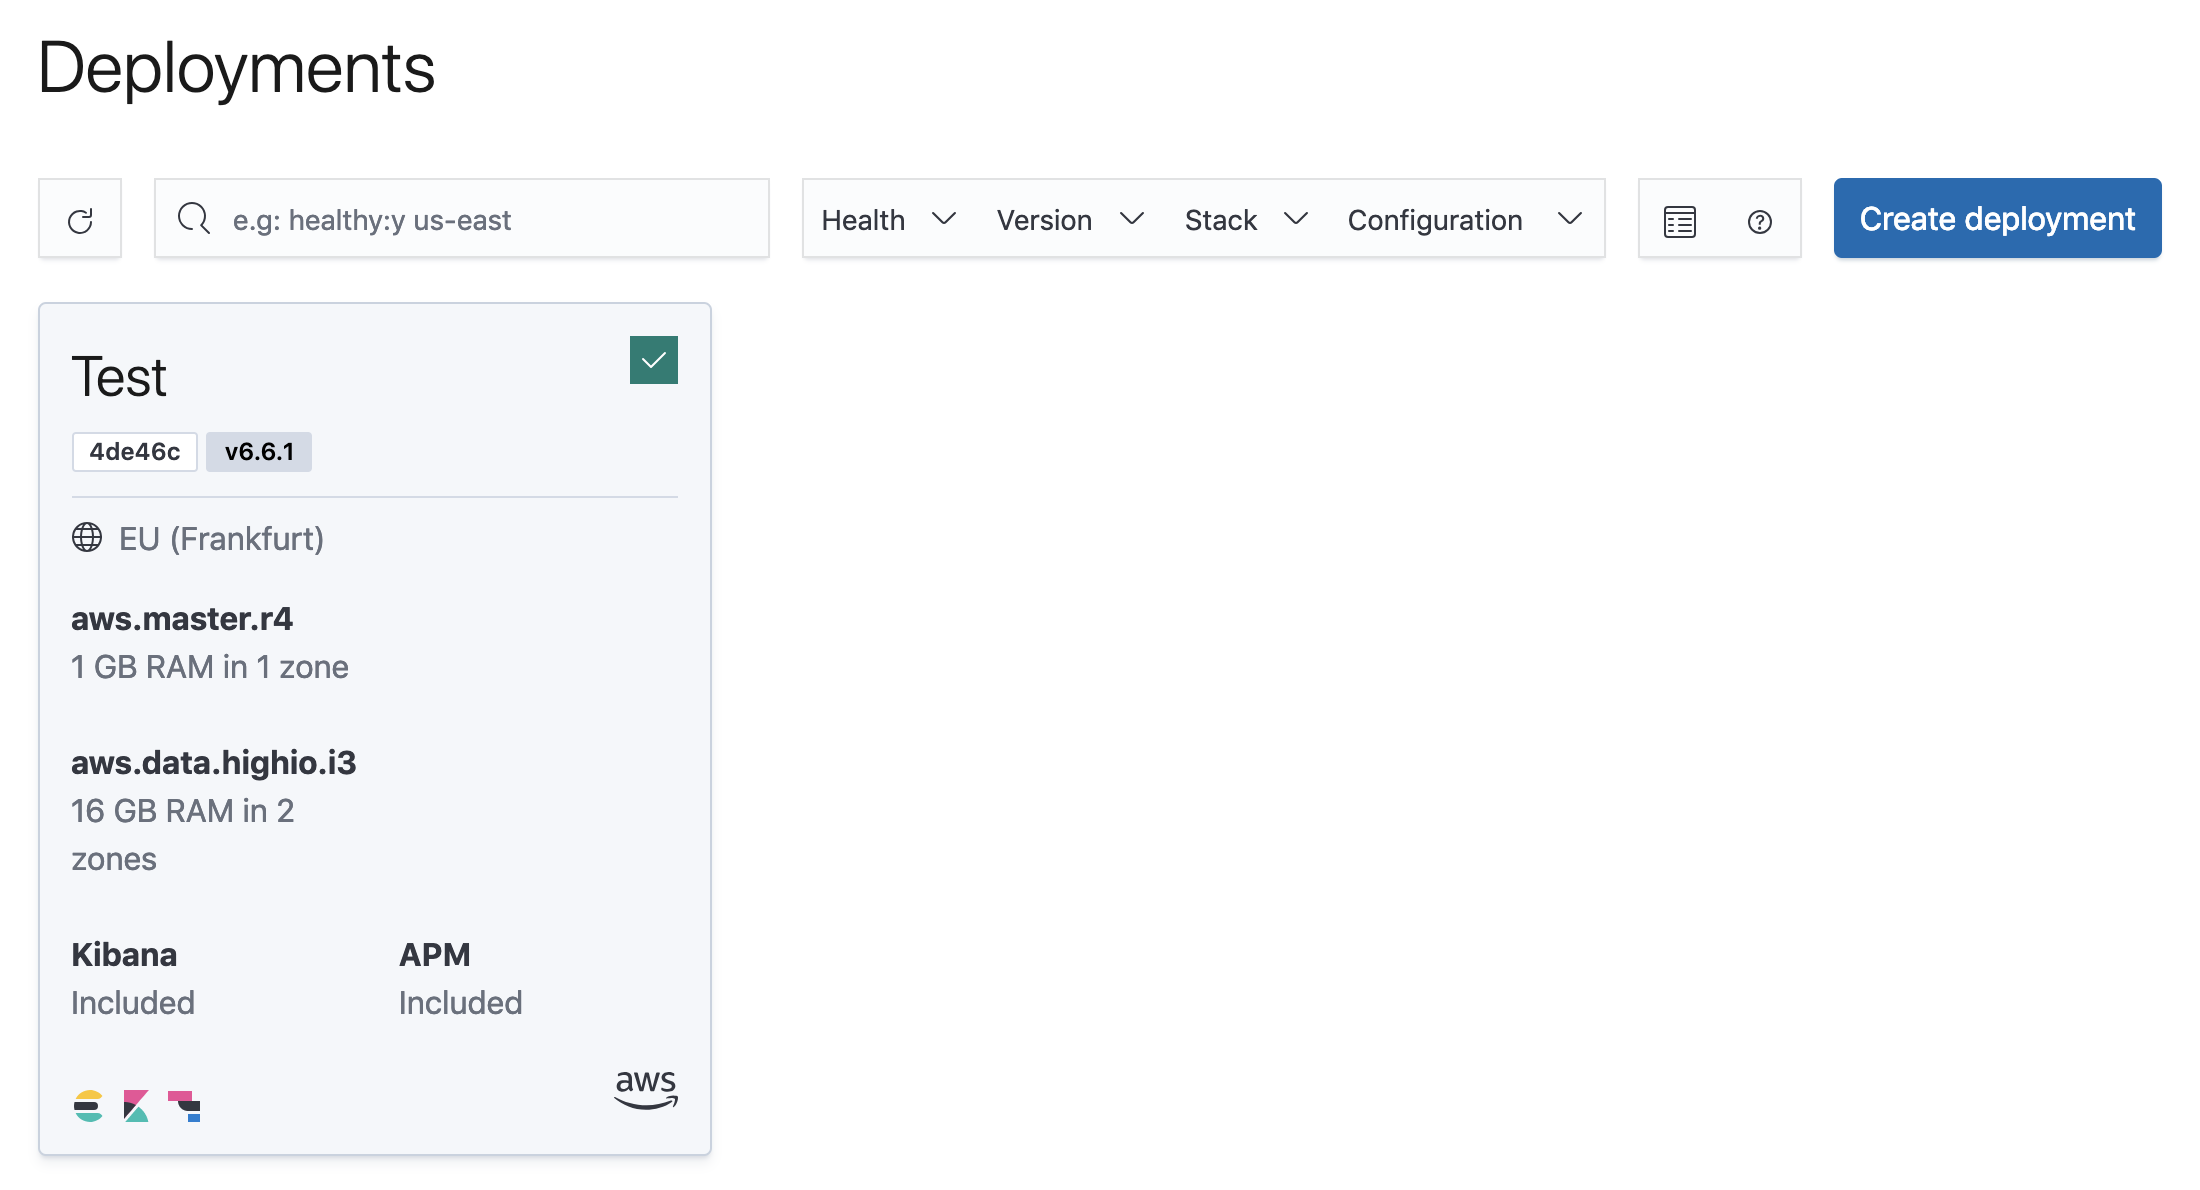 Deployments
e.g: healthy:y us-east
Health Version Stack Configuration
Create deployment
Test
4de46c v6.6.1
EU (Frankfurt)
aws.master.r4
1 GB RAM in 1 zone
aws.data.highio.i3
16 GB RAM in 2
zones
Kibana APM
Included Included
aws